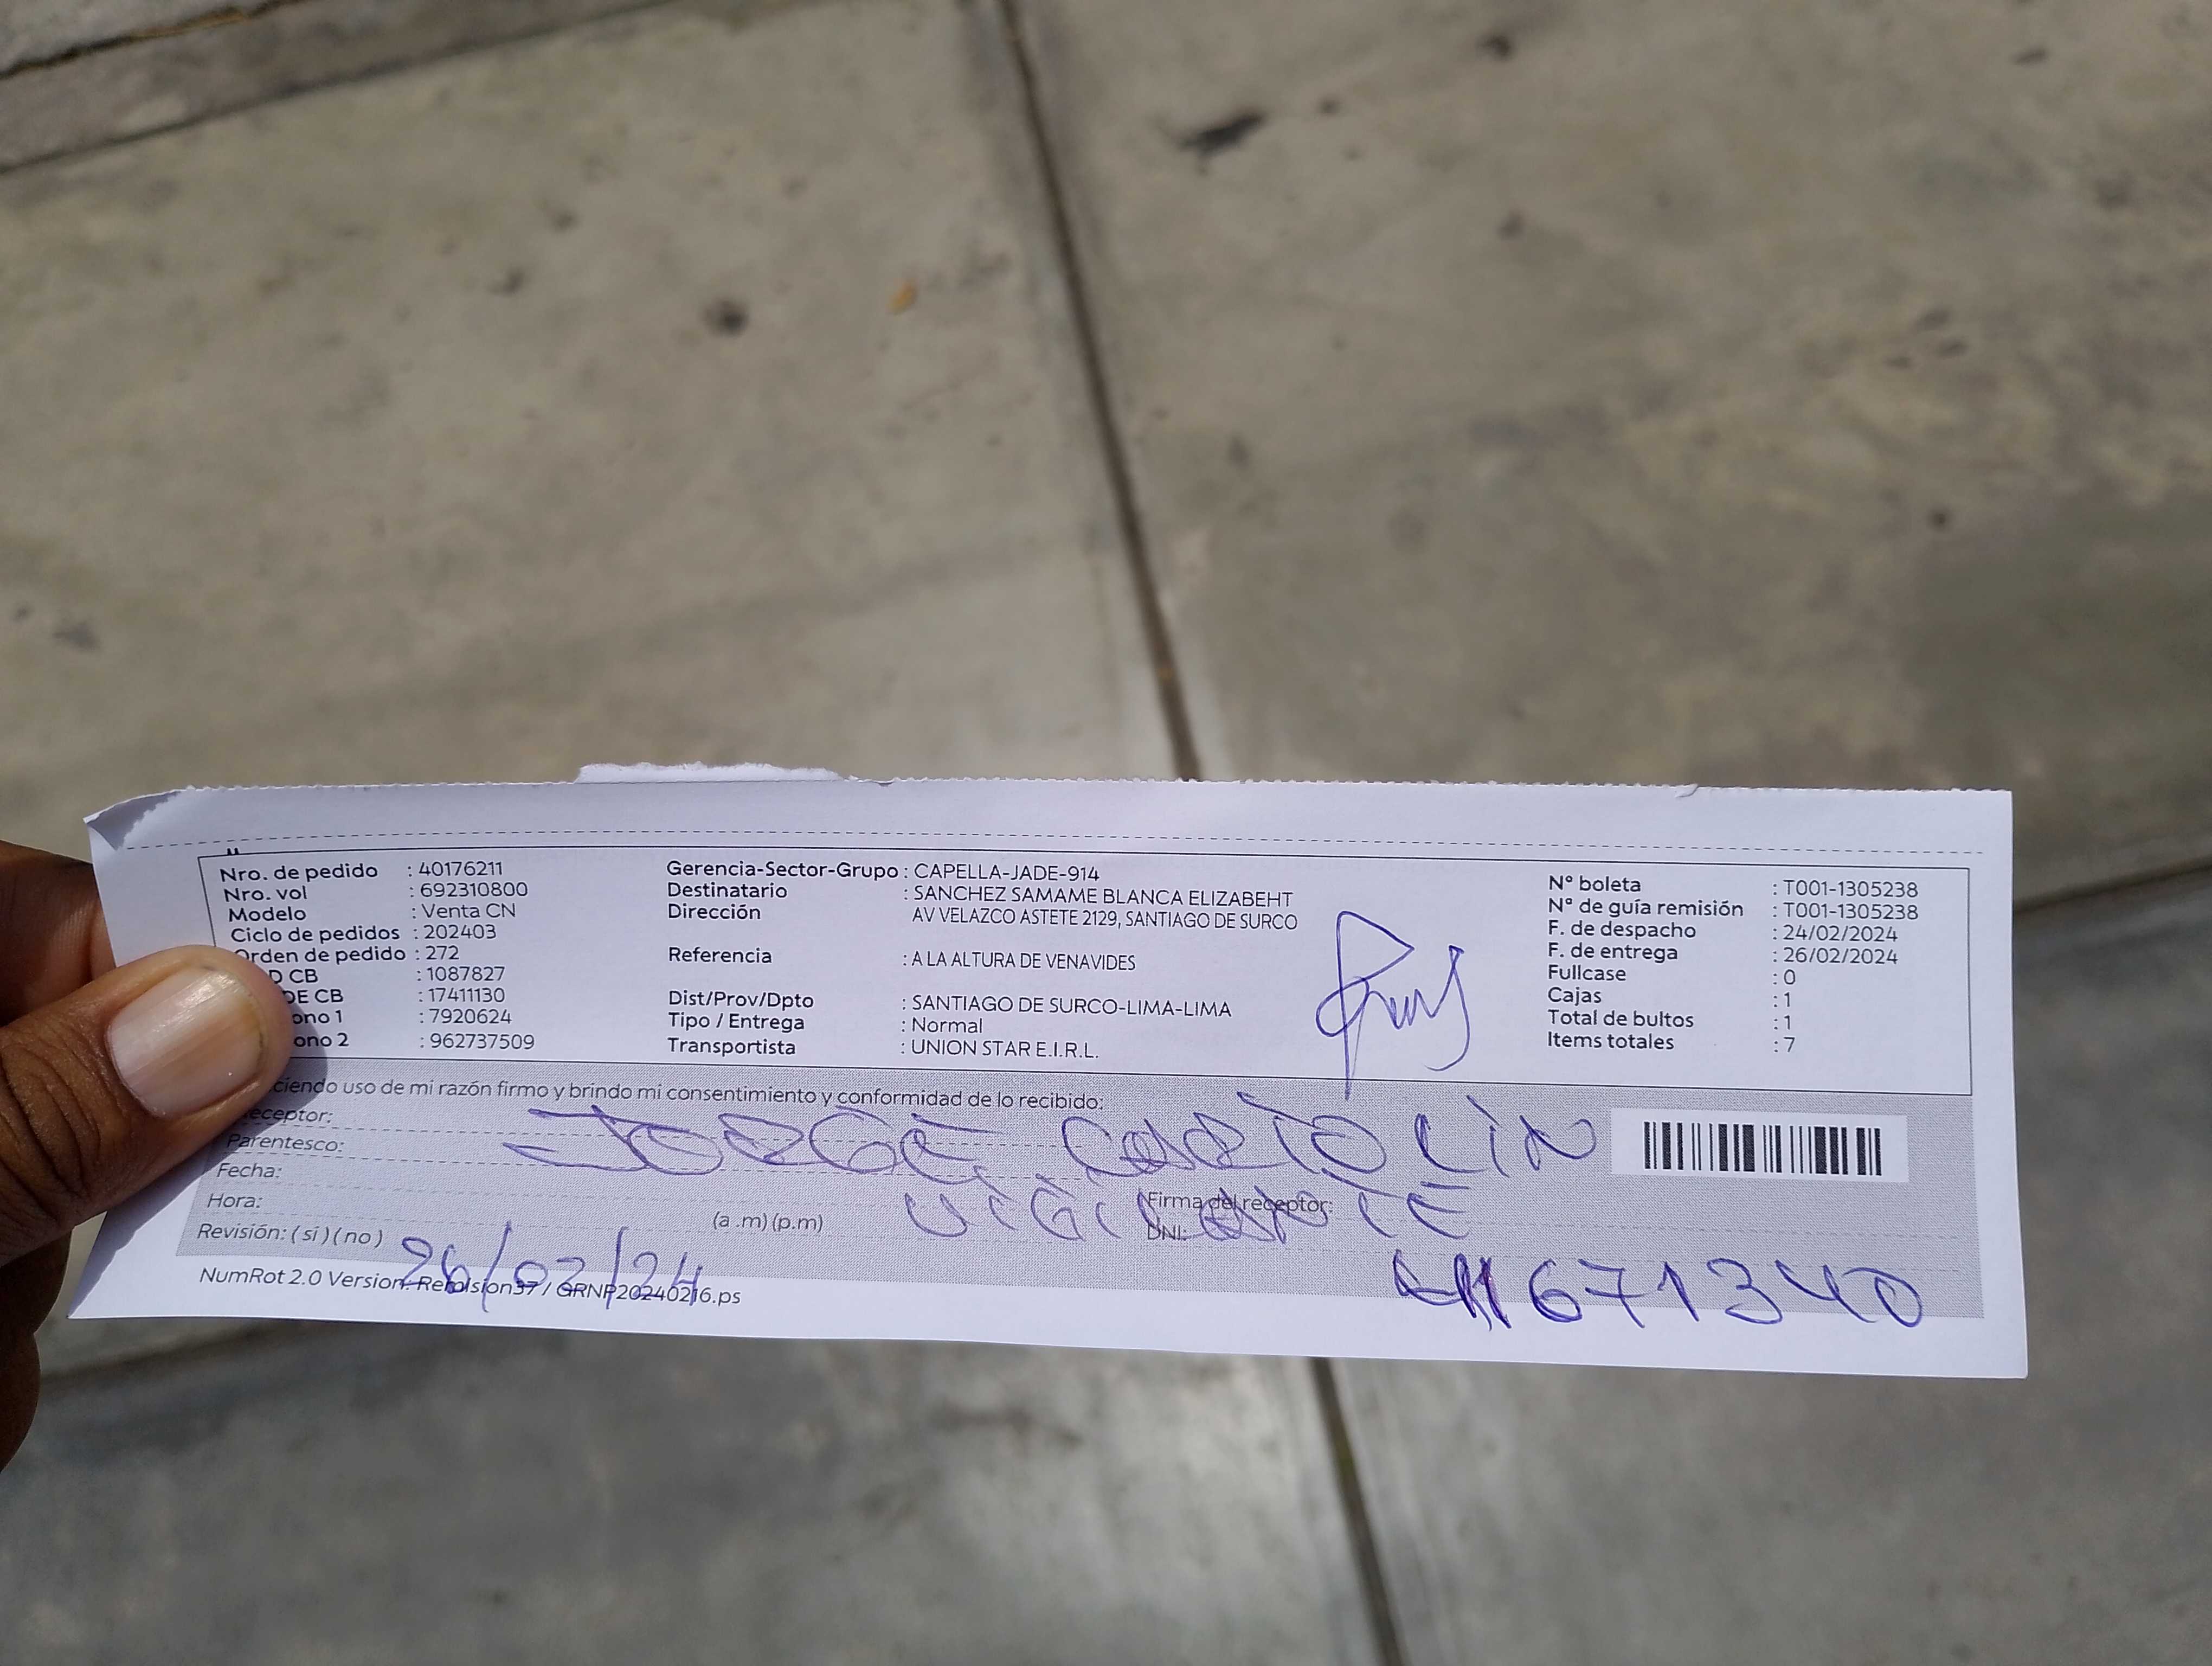 Nro. de pedido : 40176211
Nro. vol : 692310800
Modelo : Venta CN
Ciclo de pedidos : 202403
Orden de pedido : 272
D CB : 1087827
DE CB : 17411130
ono 1 : 7920624
ono 2 : 962737509
Gerencia-Sector-Grupo : CAPELLA-JADE-914
Destinatario : SANCHEZ SAMAME BLANCA ELIZABEHT
Dirección AV VELAZCO ASTETE 2129, SANTIAGO DE SURCO
Referencia : A LA ALTURA DE VENAVIDES
Dist/Prov/Dpto : SANTIAGO DE SURCO-LIMA-LIMA
Tipo / Entrega : Normal
Transportista : UNION STAR E.I.R.L.
N° boleta : T001-1305238
N° de guía remisión : T001-1305238
F. de despacho : 24/02/2024
F. de entrega : 26/02/2024
Fullcase : 0
Cajas : 1
Total de bultos : 1
Items totales : 7
ciendo uso de mi razón firmo y brindo mi consentimiento y conformidad de lo recibido:
eceptor: JORGE CARTOLIN
Parentesco: VIGILANTE
Fecha:
Hora: (a .m) (p.m)
Firma del receptor:
DNI: 671340
Revisión: ( si ) ( no ) 26/02/24
NumRot 2.0 Version: Remision37 / GRNP20240216.ps